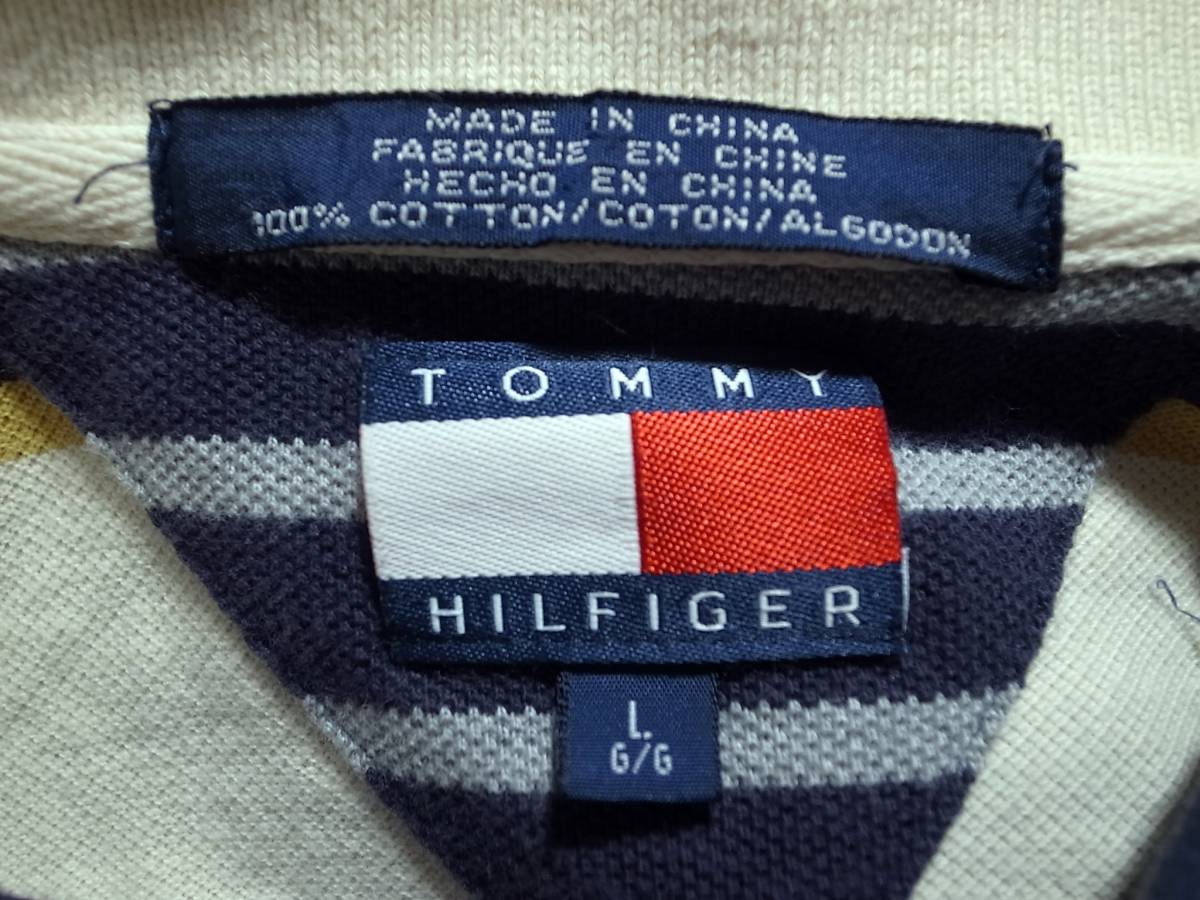 MADE IN CHINA
FABRIQUE EN CHINE
HECHO EN CHINA
100% COTTON/COTON/ALGODON
TOMMY
HILFIGER
L.
G/G